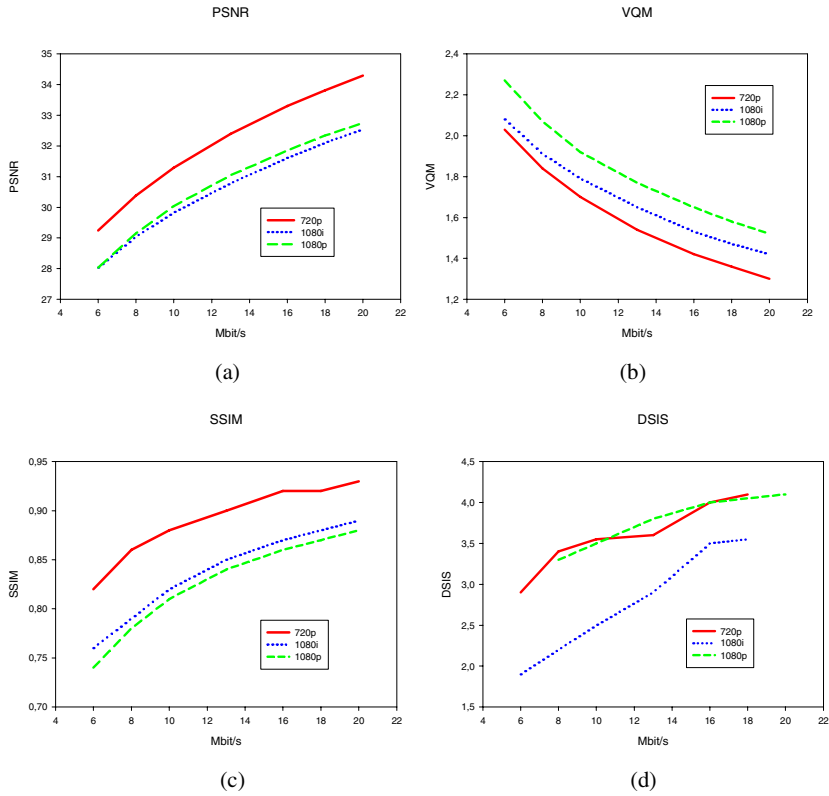 PSNR
35
34
33
32
31
30
29
28
27
PSNR
720p
1080i
1080p
4 6 8 10 12 14 16 18 20 22
Mbit/s
(a)
VQM
2,4
2,2
2,0
1,8
1,6
1,4
1,2
VQM
720p
1080i
1080p
4 6 8 10 12 14 16 18 20 22
Mbit/s
(b)
SSIM
0,95
0,90
0,85
0,80
0,75
0,70
SSIM
720p
1080i
1080p
4 6 8 10 12 14 16 18 20 22
Mbit/s
(c)
DSIS
4,5
4,0
3,5
3,0
2,5
2,0
1,5
DSIS
720p
1080i
1080p
4 6 8 10 12 14 16 18 20 22
Mbit/s
(d)